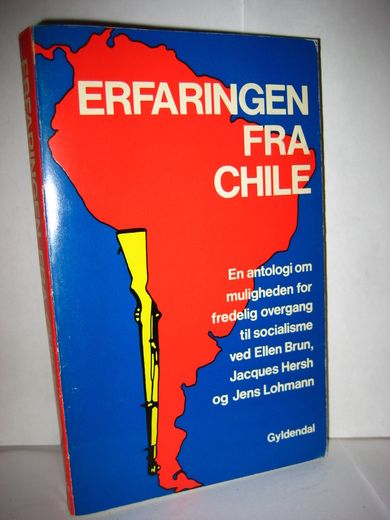 ERFARINGEN
FRA
CHILE
En antologi om
muligheden for
fredelig overgang
til socialisme
ved Ellen Brun,
Jacques Hersh
og Jens Lohmann
Gyldendal
ERFARINGEN